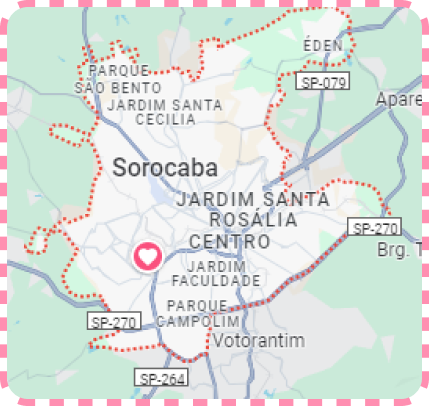 ÉDEN
PARQUE
SÃO BENTO
SP-079
Apare
JARDIM SANTA
CECILIA
Sorocaba
JARDIM SANTA
ROSÁLIA
SP-270
CENTRO
Brg. T
JARDIM
FACULDADE
PARQUE
CAMPOLIM
SP-270
Votorantim
SP-264